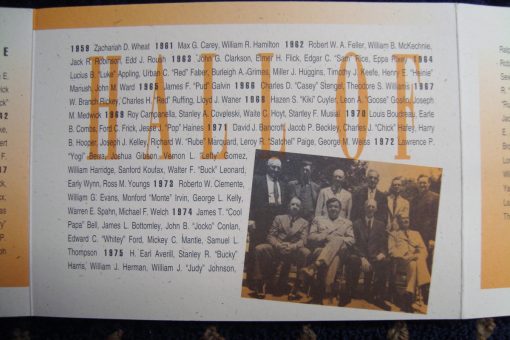 HALL OF
1959 Zachariah D. Wheat 1961 Max G. Carey, William R. Hamilton 1962 Robert W. A. Feller, William B. McKechnie,
Jack R. Robinson, Edd J. Roush 1963 John G. Clarkson, Elmer H. Flick, Edgar C. "Sam" Rice, Eppa Rixey 1964
Lucius B. "Luke" Appling, Urban C. "Red" Faber, Burleigh A. Grimes, Miller J. Huggins, Timothy J. Keefe, Henry E. "Heinie"
Manush, John M. Ward 1965 James F. "Pud" Galvin 1966 Charles D. "Casey" Stengel, Theodore S. Williams 1967
W. Branch Rickey, Charles H. "Red" Ruffing, Lloyd J. Waner 1968 Hazen S. "Kiki" Cuyler, Leon A. "Goose" Goslin, Joseph
M. Medwick 1969 Roy Campanella, Stanley A. Coveleski, Waite C. Hoyt, Stanley F. Musial 1970 Louis Boudreau, Earle
B. Combs, Ford C. Frick, Jesse J. "Pop" Haines 1971 David J. Bancroft, Jacob P. Beckley, Charles J. "Chick" Hafey, Harry
B. Hooper, Joseph J. Kelley, Richard W. "Rube" Marquard, Leroy R. "Satchel" Paige, George M. Weiss 1972 Lawrence P.
"Yogi" Berra, Joshua Gibson, Vernon L. "Lefty" Gomez,
William Harridge, Sanford Koufax, Walter F. "Buck" Leonard,
Early Wynn, Ross M. Youngs 1973 Roberto W. Clemente,
William G. Evans, Monford "Monte" Irvin, George L. Kelly,
Warren E. Spahn, Michael F. Welch 1974 James T. "Cool
Papa" Bell, James L. Bottomley, John B. "Jocko" Conlan,
Edward C. "Whitey" Ford, Mickey C. Mantle, Samuel L.
Thompson 1975 H. Earl Averill, Stanley R. "Bucky"
Harris, William J. Herman, William J. "Judy" Johnson,